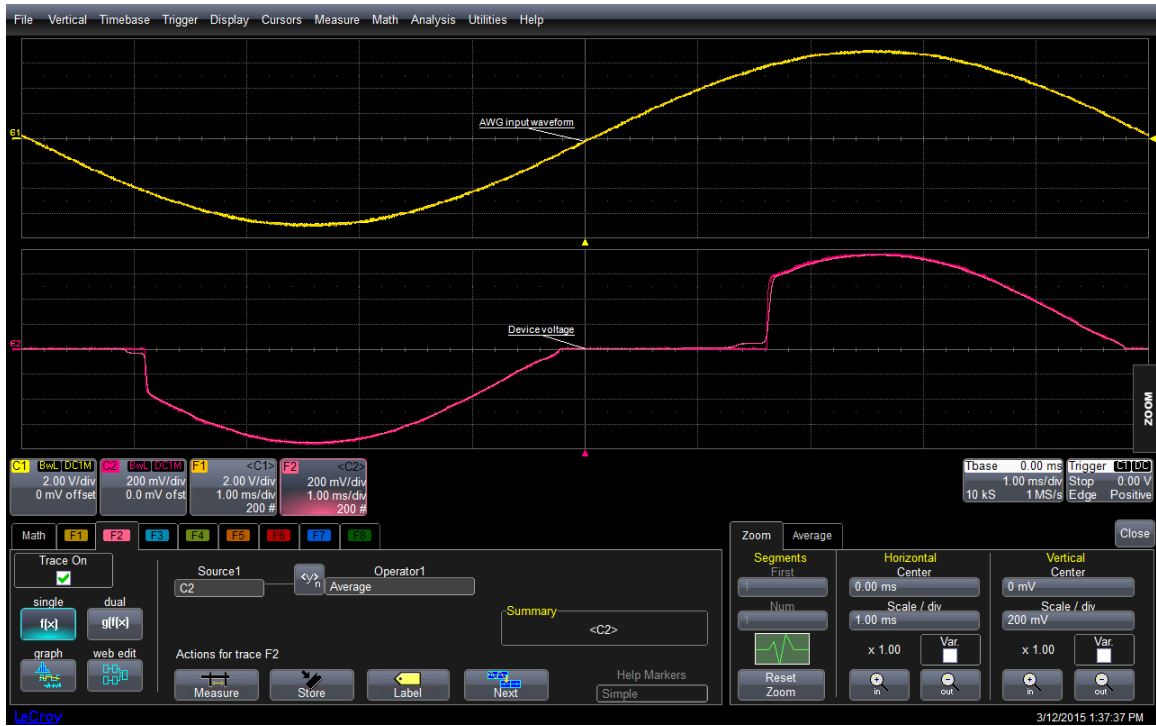 File Vertical Timebase Trigger Display Cursors Measure Math Analysis Utilities Help
AWG input waveform
Device voltage
ZOOM
C1 BwL DC1M
2.00 V/div
0 mV offset
C2 BwL DC1M
200 mV/div
0.0 mV ofst
F1 <C1>
2.00 V/div
1.00 ms/div
200 #
F2 <C2>
200 mV/div
1.00 ms/div
200 #
Tbase 0.00 ms
1.00 ms/div
10 kS 1 MS/s
Trigger C1 DC
Stop 0.00 V
Edge Positive
Math F1 F2 F3 F4 F5 F6 F7 F8
Trace On
single dual
f(x) g(f(x))
graph web edit
Source1
C2
<y>n
Operator1
Average
Summary
<C2>
Actions for trace F2
Measure Store Label Next
Help Markers
Simple
Zoom Average
Close
Segments
First
1
Num
1
Reset
Zoom
Horizontal
Center
0.00 ms
Scale / div
1.00 ms
x 1.00 Var.
in out
Vertical
Center
0 mV
Scale / div
200 mV
x 1.00 Var.
in out
LeCroy
3/12/2015 1:37:37 PM